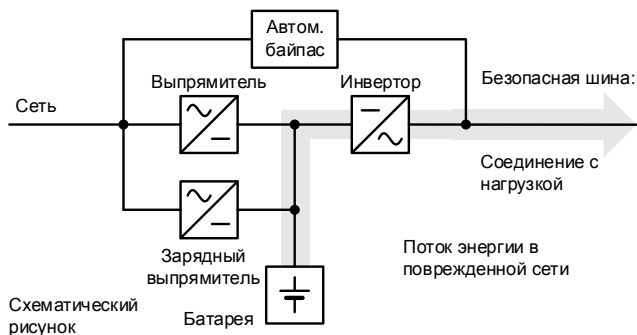 Автом.
байпас
Выпрямитель
Инвертор
Безопасная шина:
Сеть
Соединение с
нагрузкой
Зарядный
выпрямитель
Поток энергии в
поврежденной сети
Батарея
Схематический
рисунок